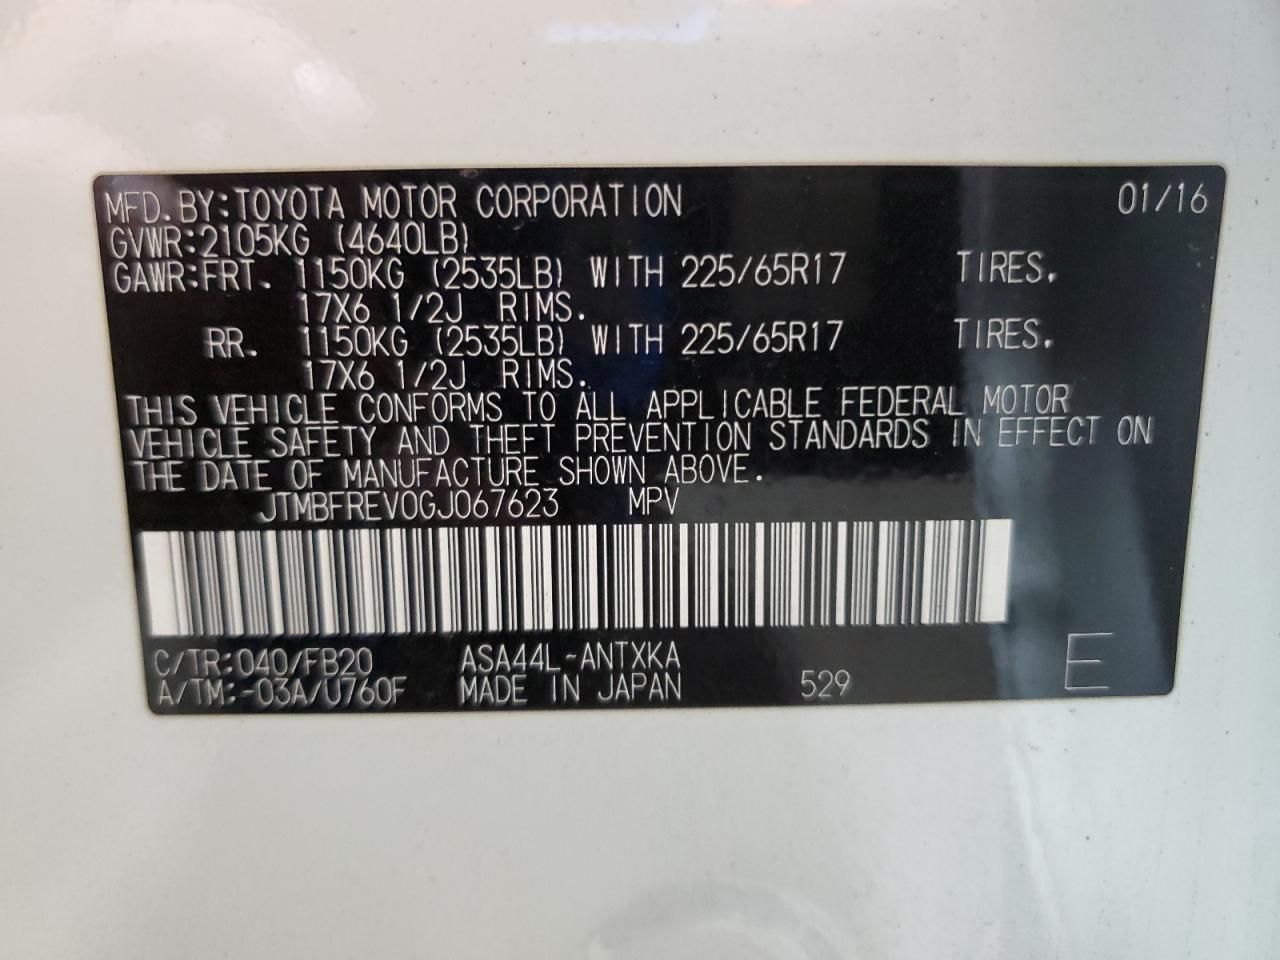 MFD. BY:TOYOTA MOTOR CORPORATION 01/16
GVWR:2105KG (4640LB)
GAWR:FRT. 1150KG (2535LB) WITH 225/65R17 TIRES,
17X6 1/2J RIMS.
RR. 1150KG (2535LB) WITH 225/65R17 TIRES,
17X6 1/2J RIMS.
THIS VEHICLE CONFORMS TO ALL APPLICABLE FEDERAL MOTOR
VEHICLE SAFETY AND THEFT PREVENTION STANDARDS IN EFFECT ON
THE DATE OF MANUFACTURE SHOWN ABOVE.
JTMBFREV0GJ067623 MPV
C/TR:040/FB20 ASA44L-ANTXKA
A/TM:-03A/U760F MADE IN JAPAN 529 E